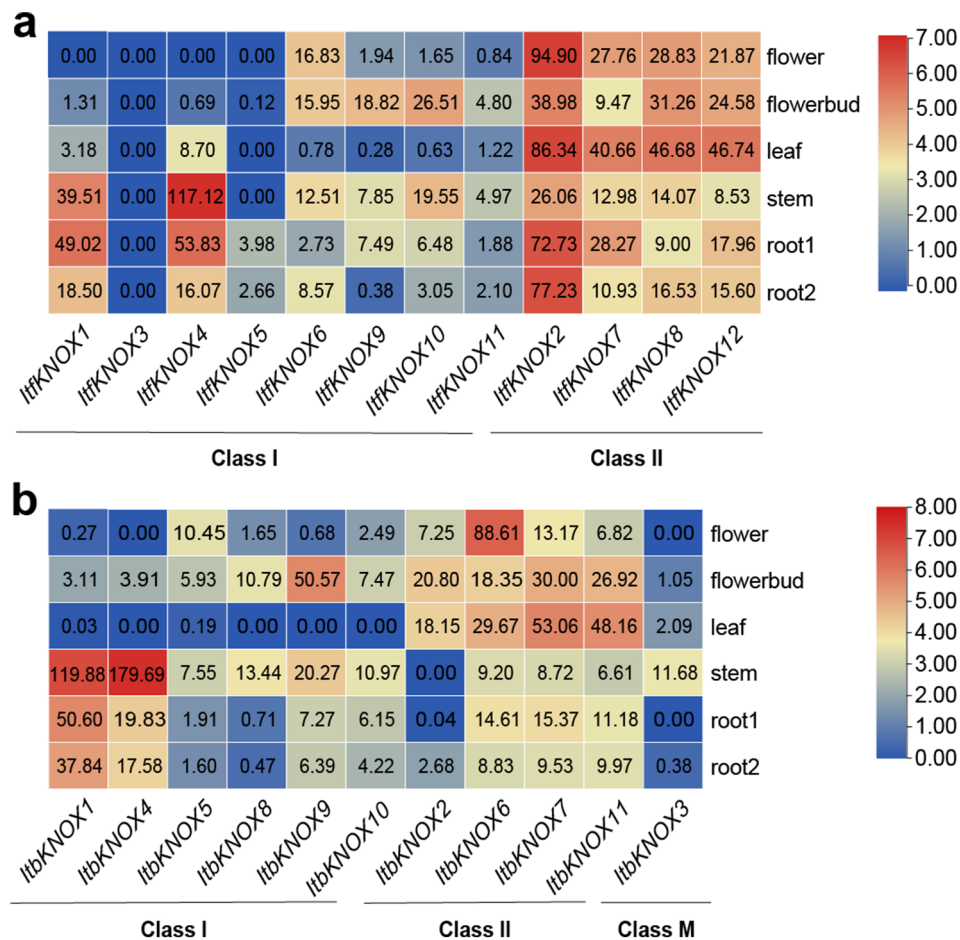 a
0.00 0.00 0.00 0.00 16.83 1.94 1.65 0.84 94.90 27.76 28.83 21.87 flower
1.31 0.00 0.69 0.12 15.95 18.82 26.51 4.80 38.98 9.47 31.26 24.58 flowerbud
3.18 0.00 8.70 0.00 0.78 0.28 0.63 1.22 86.34 40.66 46.68 46.74 leaf
39.51 0.00 117.12 0.00 12.51 7.85 19.55 4.97 26.06 12.98 14.07 8.53 stem
49.02 0.00 53.83 3.98 2.73 7.49 6.48 1.88 72.73 28.27 9.00 17.96 root1
18.50 0.00 16.07 2.66 8.57 0.38 3.05 2.10 77.23 10.93 16.53 15.60 root2
7.00
6.00
5.00
4.00
3.00
2.00
1.00
0.00
ItfKNOX1 ItfKNOX3 ItfKNOX4 ItfKNOX5 ItfKNOX6 ItfKNOX9 ItfKNOX10 ItfKNOX11 ItfKNOX2 ItfKNOX7 ItfKNOX8 ItfKNOX12
Class I Class II
b
0.27 0.00 10.45 1.65 0.68 2.49 7.25 88.61 13.17 6.82 0.00 flower
3.11 3.91 5.93 10.79 50.57 7.47 20.80 18.35 30.00 26.92 1.05 flowerbud
0.03 0.00 0.19 0.00 0.00 0.00 18.15 29.67 53.06 48.16 2.09 leaf
119.88 179.69 7.55 13.44 20.27 10.97 0.00 9.20 8.72 6.61 11.68 stem
50.60 19.83 1.91 0.71 7.27 6.15 0.04 14.61 15.37 11.18 0.00 root1
37.84 17.58 1.60 0.47 6.39 4.22 2.68 8.83 9.53 9.97 0.38 root2
8.00
7.00
6.00
5.00
4.00
3.00
2.00
1.00
0.00
ItbKNOX1 ItbKNOX4 ItbKNOX5 ItbKNOX8 ItbKNOX9 ItbKNOX10 ItbKNOX2 ItbKNOX6 ItbKNOX7 ItbKNOX11 ItbKNOX3
Class I Class II Class M